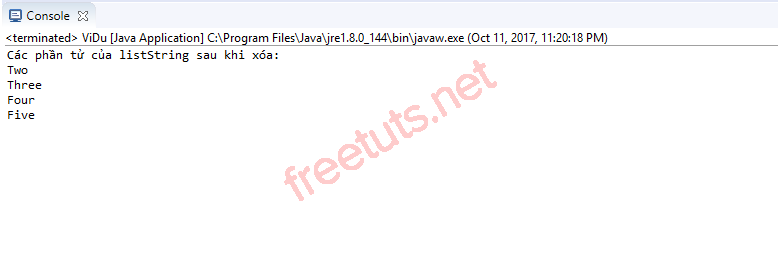 Console
<terminated> ViDu [Java Application] C:\Program Files\Java\jre1.8.0_144\bin\javaw.exe (Oct 11, 2017, 11:20:18 PM)
Các phần tử của listString sau khi xóa:
Two
Three
Four
Five
freetuts.net